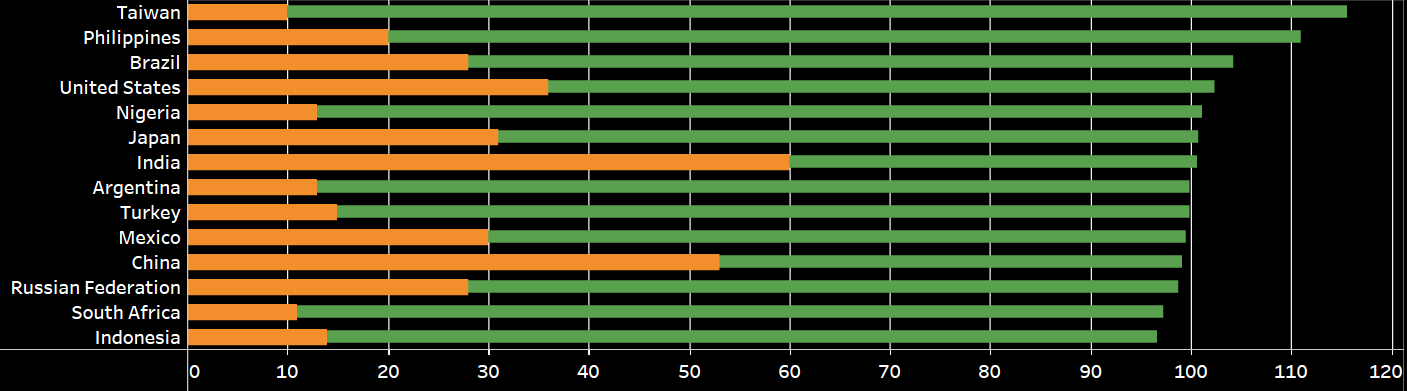 Taiwan
Philippines
Brazil
United States
Nigeria
Japan
India
Argentina
Turkey
Mexico
China
Russian Federation
South Africa
Indonesia
0 10 20 30 40 50 60 70 80 90 100 110 120